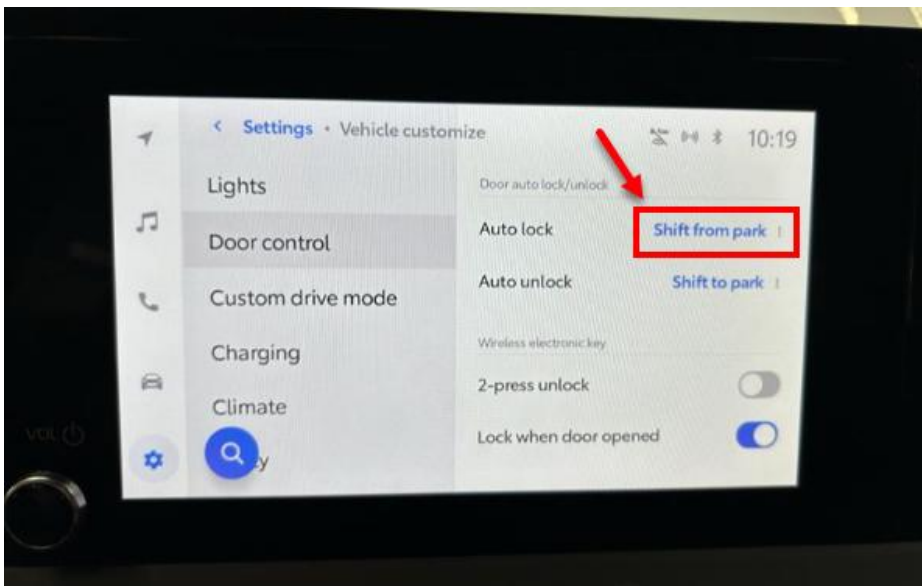 Settings • Vehicle customize
10:19
Lights
Door control
Custom drive mode
Charging
Climate
Door auto lock/unlock
Auto lock Shift from park
Auto unlock Shift to park
Wireless electronic key
2-press unlock
Lock when door opened
VOL